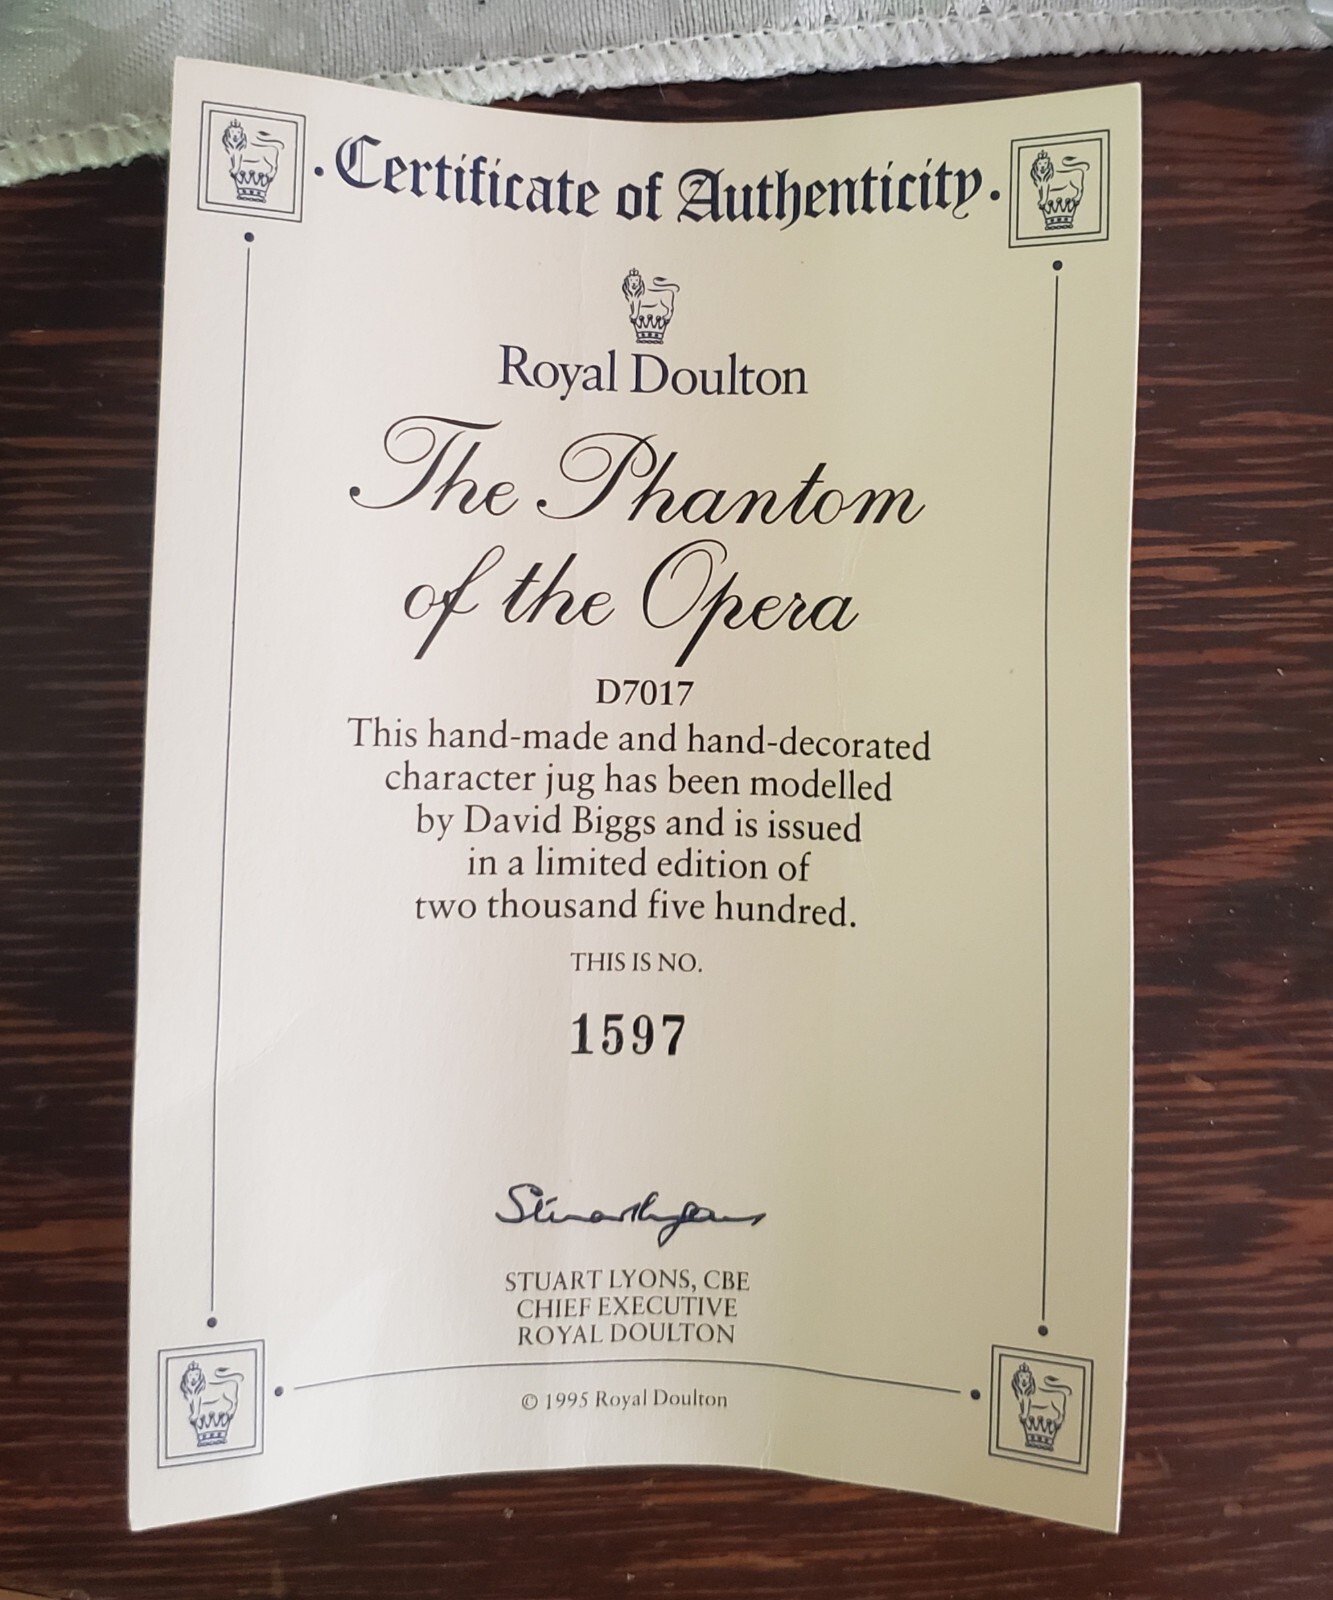 · Certificate of Authenticity ·
Royal Doulton
The Phantom
of the Opera
D7017
This hand-made and hand-decorated
character jug has been modelled
by David Biggs and is issued
in a limited edition of
two thousand five hundred.
THIS IS NO.
1597
Stuart Lyons
STUART LYONS, CBE
CHIEF EXECUTIVE
ROYAL DOULTON
© 1995 Royal Doulton